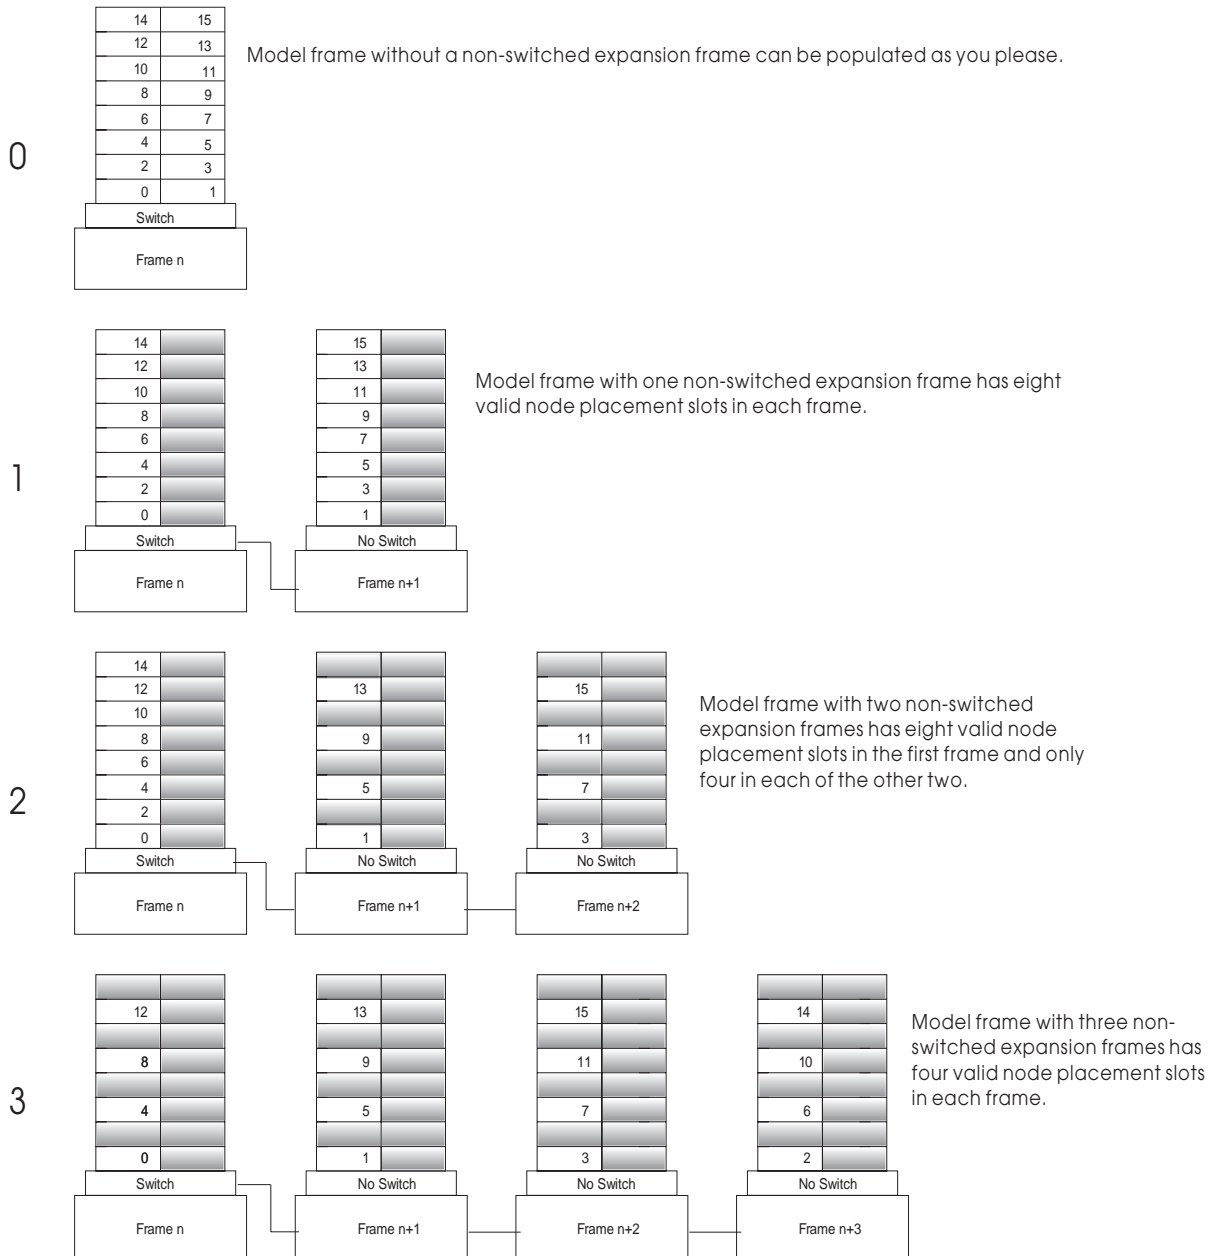 14 15
12 13
Model frame without a non-switched expansion frame can be populated as you please.
10 11
8 9
6 7
4 5
0
2 3
0 1
Switch
Frame n
14 15
12 13
10 11
Model frame with one non-switched expansion frame has eight
valid node placement slots in each frame.
8 9
6 7
4 5
1
2 3
0 1
Switch No Switch
Frame n Frame n+1
14
12 13 15
10
8 9 11
6
4 5 7
2
0 1 3
Model frame with two non-switched
expansion frames has eight valid node
placement slots in the first frame and only
four in each of the other two.
2
Switch No Switch No Switch
Frame n Frame n+1 Frame n+2
12 13 15 14
8 9 11 10
4 5 7 6
0 1 3 2
Model frame with three non-
switched expansion frames has
four valid node placement slots
in each frame.
3
Switch No Switch No Switch No Switch
Frame n Frame n+1 Frame n+2 Frame n+3